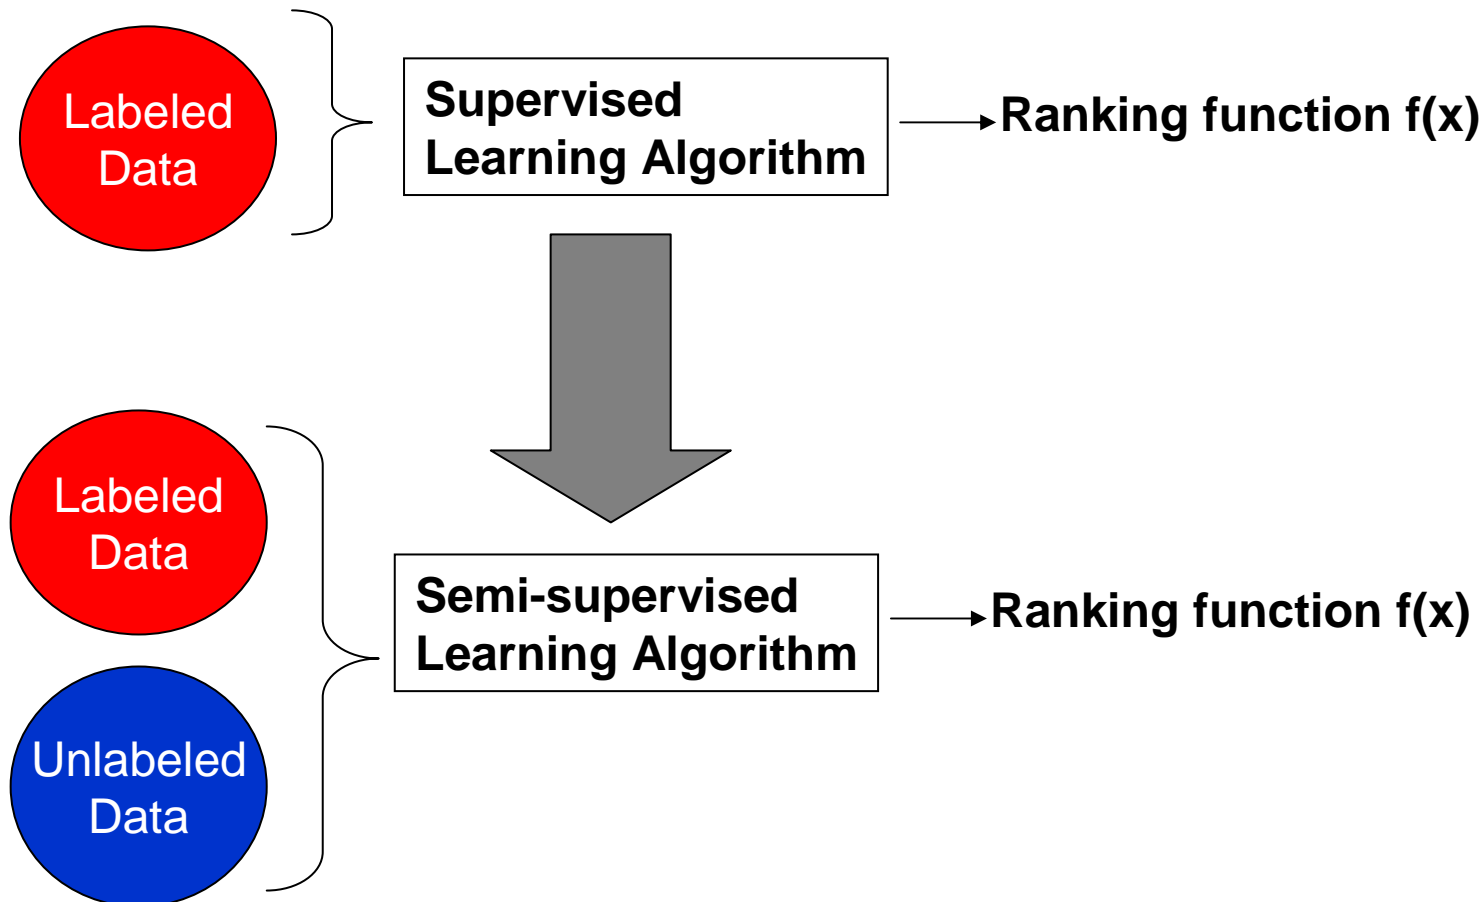 Labeled
Data
Supervised
Learning Algorithm
Ranking function f(x)
Labeled
Data
Unlabeled
Data
Semi-supervised
Learning Algorithm
Ranking function f(x)